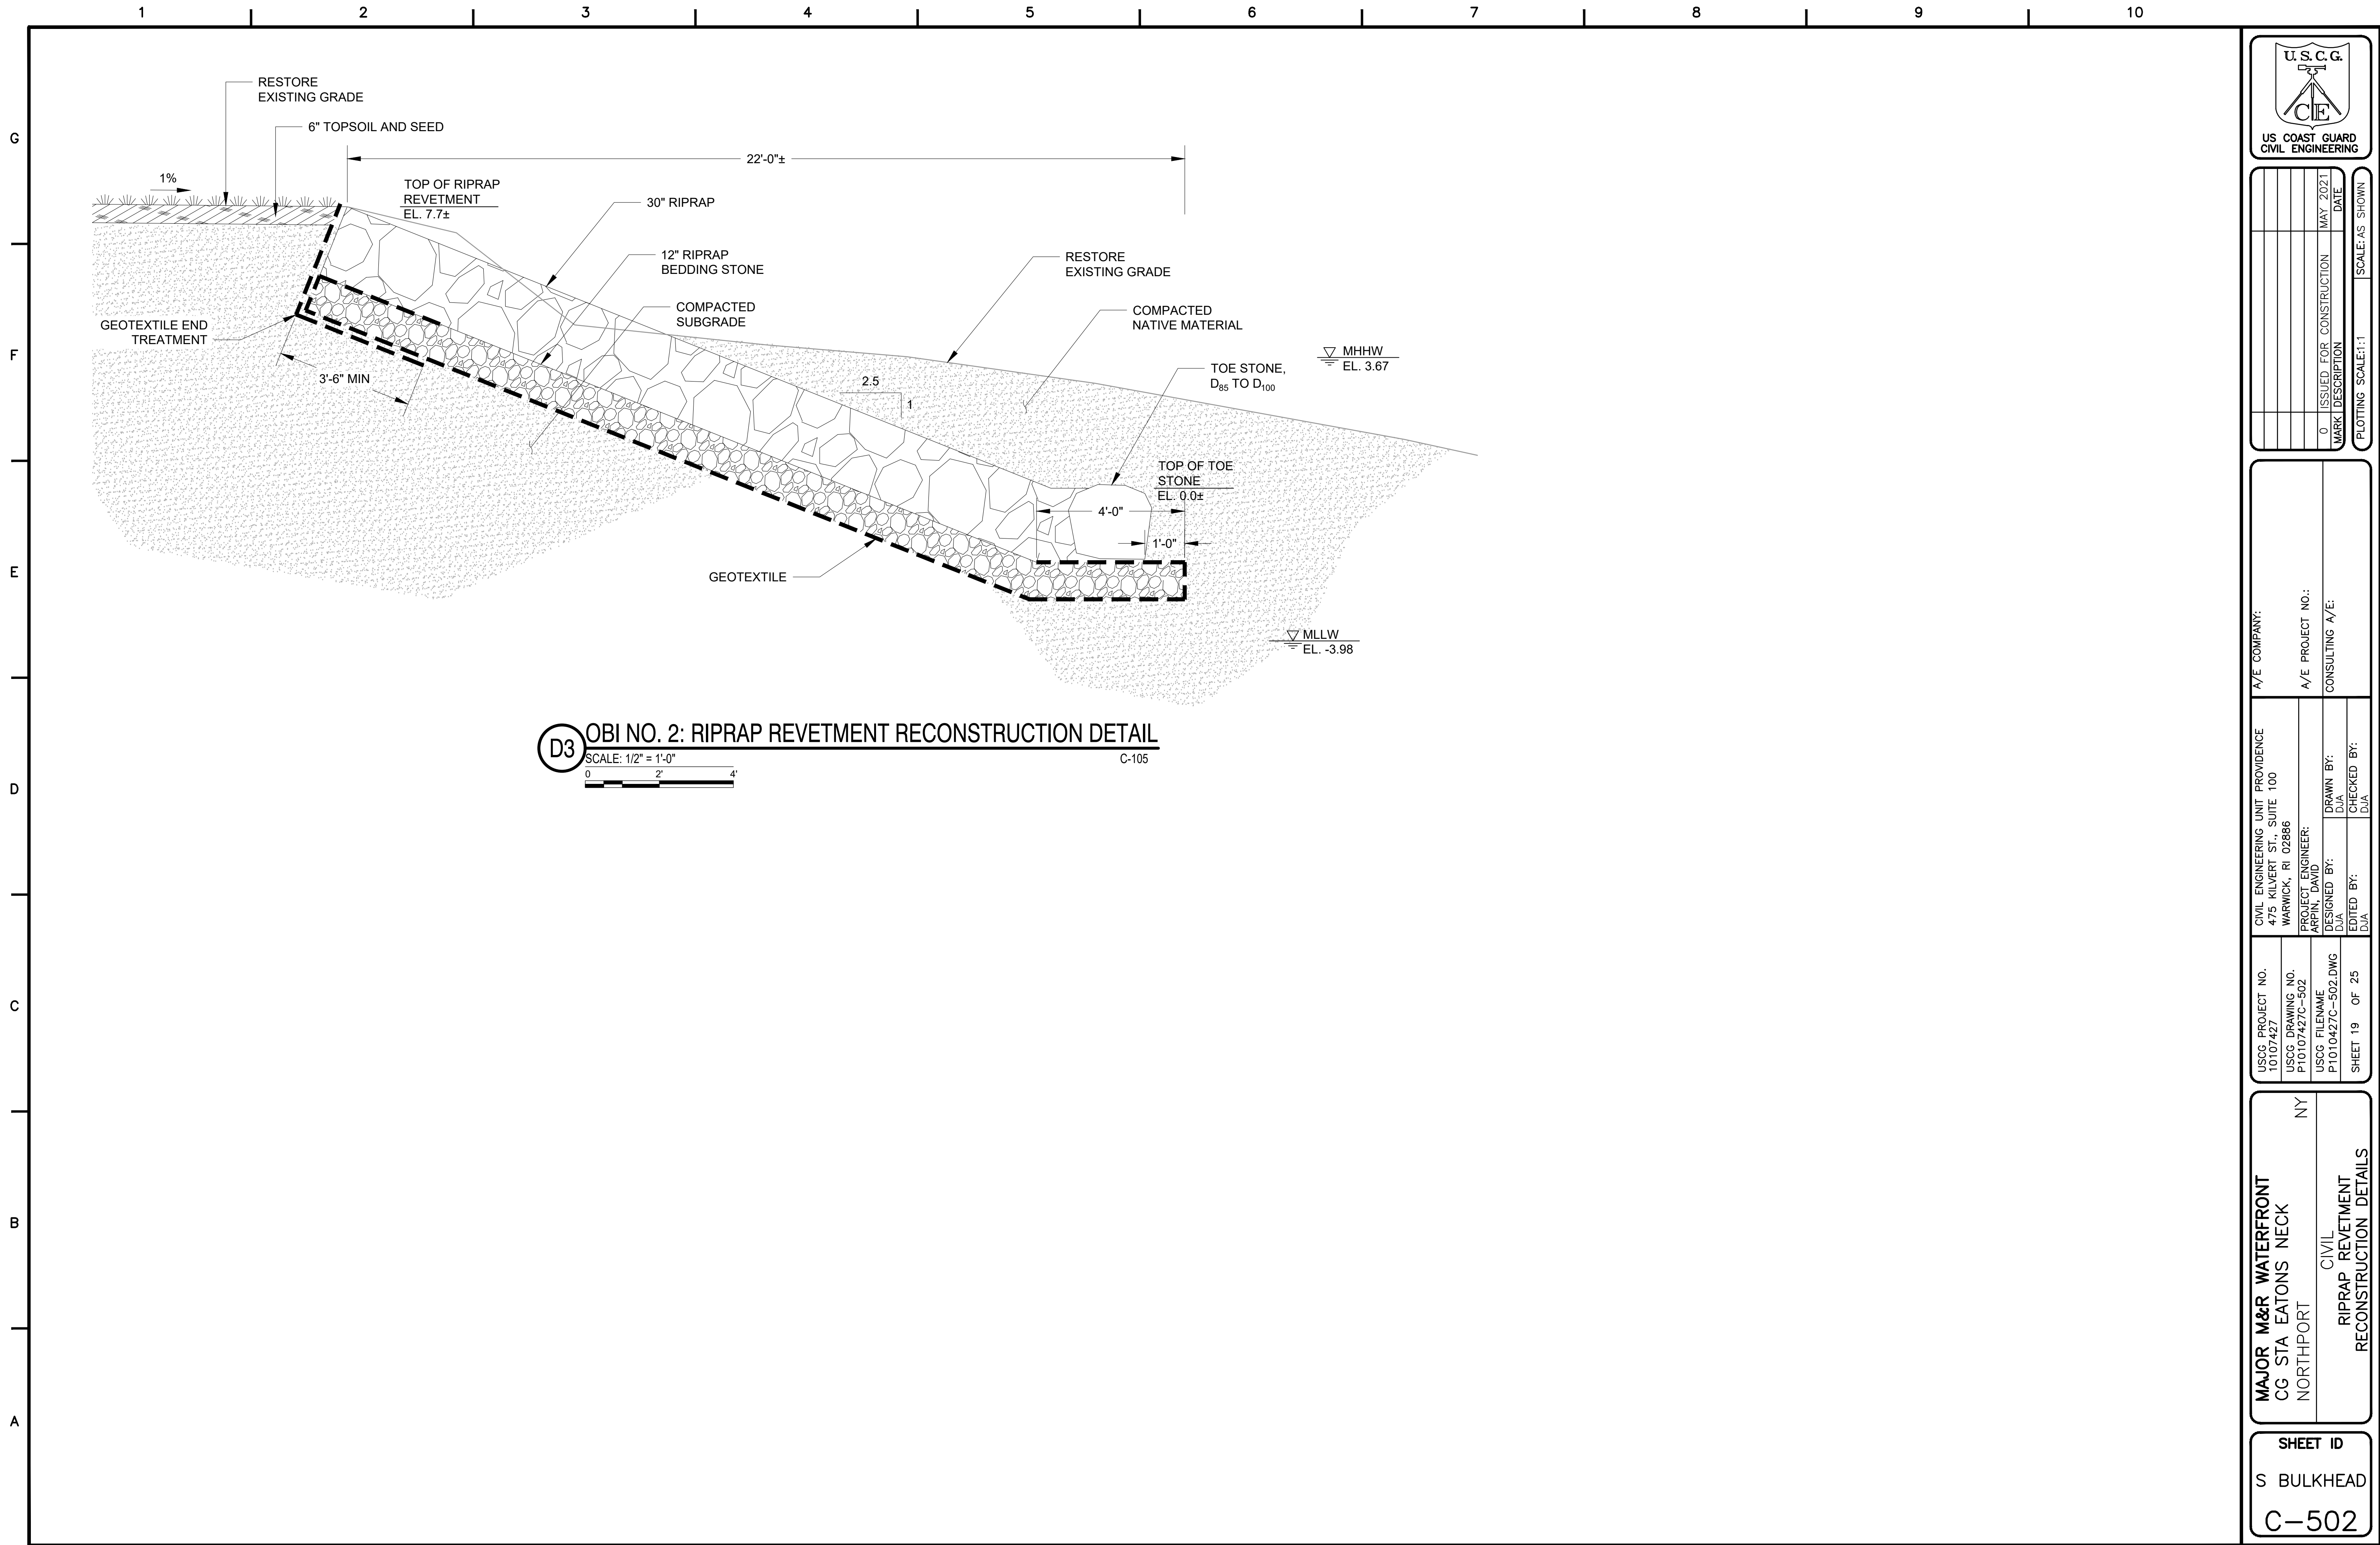 1 2 3 4 5 6 7 8 9 10
G
F
E
D
C
B
A
RESTORE
EXISTING GRADE
6" TOPSOIL AND SEED
22'-0"±
1%
TOP OF RIPRAP
REVETMENT
EL. 7.7±
30" RIPRAP
12" RIPRAP
BEDDING STONE
COMPACTED
SUBGRADE
RESTORE
EXISTING GRADE
COMPACTED
NATIVE MATERIAL
GEOTEXTILE END
TREATMENT
3'-6" MIN
2.5
1
TOE STONE,
D85 TO D100
MHHW
EL. 3.67
TOP OF TOE
STONE
EL. 0.0±
4'-0"
1'-0"
GEOTEXTILE
MLLW
EL. -3.98
D3
OBI NO. 2: RIPRAP REVETMENT RECONSTRUCTION DETAIL
SCALE: 1/2" = 1'-0"
C-105
0 2' 4'
U.S.C.G.
CE
US COAST GUARD
CIVIL ENGINEERING
0 ISSUED FOR CONSTRUCTION MAY 2021
MARK DESCRIPTION DATE
PLOTTING SCALE:1:1 SCALE: AS SHOWN
A/E COMPANY:
A/E PROJECT NO.:
CONSULTING A/E:
CIVIL ENGINEERING UNIT PROVIDENCE
475 KILVERT ST., SUITE 100
WARWICK, RI 02886
PROJECT ENGINEER:
ARPIN, DAVID
DESIGNED BY:
DJA
DRAWN BY:
DJA
EDITED BY:
DJA
CHECKED BY:
DJA
USCG PROJECT NO.
10107427
USCG DRAWING NO.
P10107427C-502
USCG FILENAME
P1010427C-502.DWG
SHEET 19 OF 25
MAJOR M&R WATERFRONT
CG STA EATONS NECK
NORTHPORT NY
CIVIL
RIPRAP REVETMENT
RECONSTRUCTION DETAILS
SHEET ID
S BULKHEAD
C-502